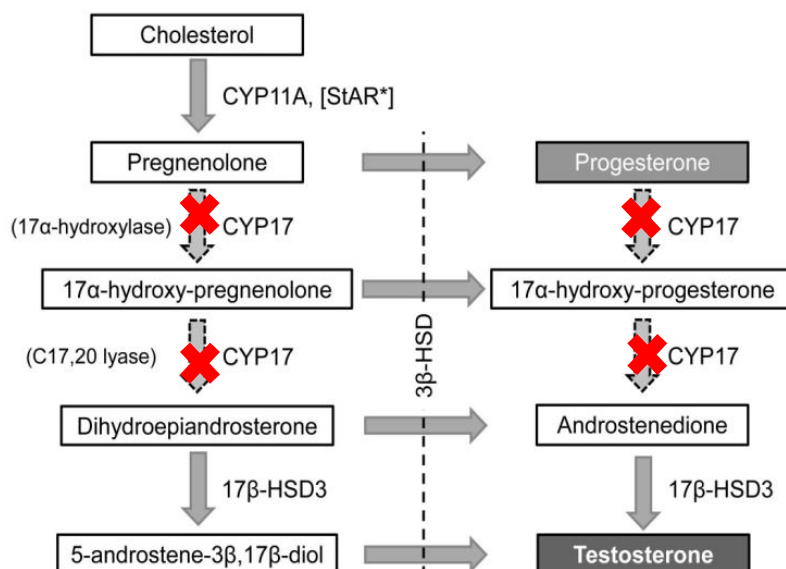 Cholesterol
CYP11A, [StAR*]
Pregnenolone
Progesterone
(17α-hydroxylase)
CYP17
CYP17
17α-hydroxy-pregnenolone
17α-hydroxy-progesterone
3β-HSD
(C17,20 lyase)
CYP17
CYP17
Dihydroepiandrosterone
Androstenedione
17β-HSD3
17β-HSD3
5-androstene-3β,17β-diol
Testosterone